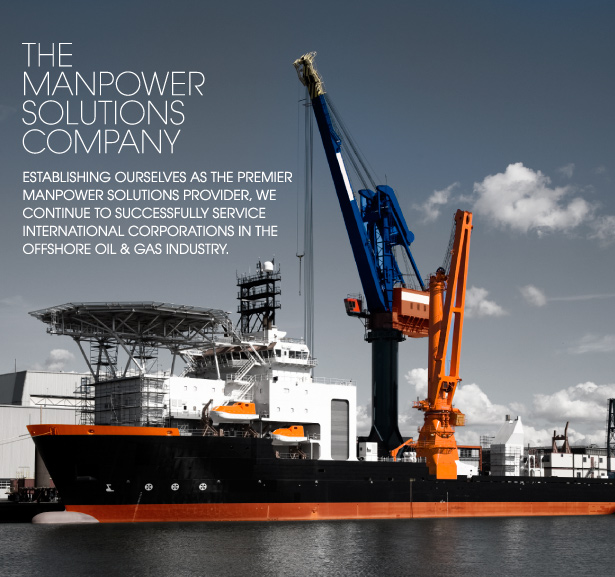 THE
MANPOWER
SOLUTIONS
COMPANY
ESTABLISHING OURSELVES AS THE PREMIER
MANPOWER SOLUTIONS PROVIDER, WE
CONTINUE TO SUCCESSFULLY SERVICE
INTERNATIONAL CORPORATIONS IN THE
OFFSHORE OIL & GAS INDUSTRY.